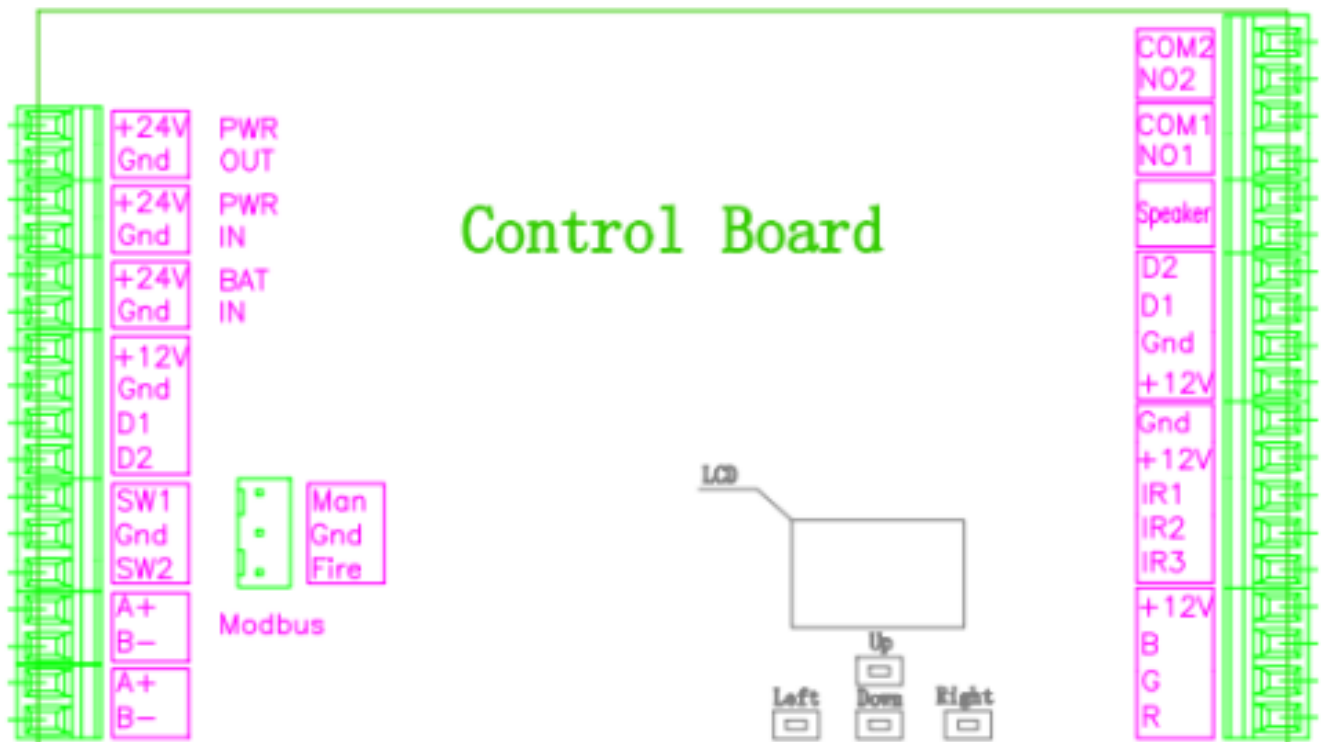 COM2
NO2
COM1
NO1
Speaker
D2
D1
Gnd
+12V
Gnd
+12V
IR1
IR2
IR3
+12V
B
G
R
+24V PWR
Gnd OUT
+24V PWR
Gnd IN
+24V BAT
Gnd IN
+12V
Gnd
D1
D2
SW1
Gnd
SW2
Man
Gnd
Fire
A+
B-
Modbus
A+
B-
Control Board
LCD
Up
Left Down Right